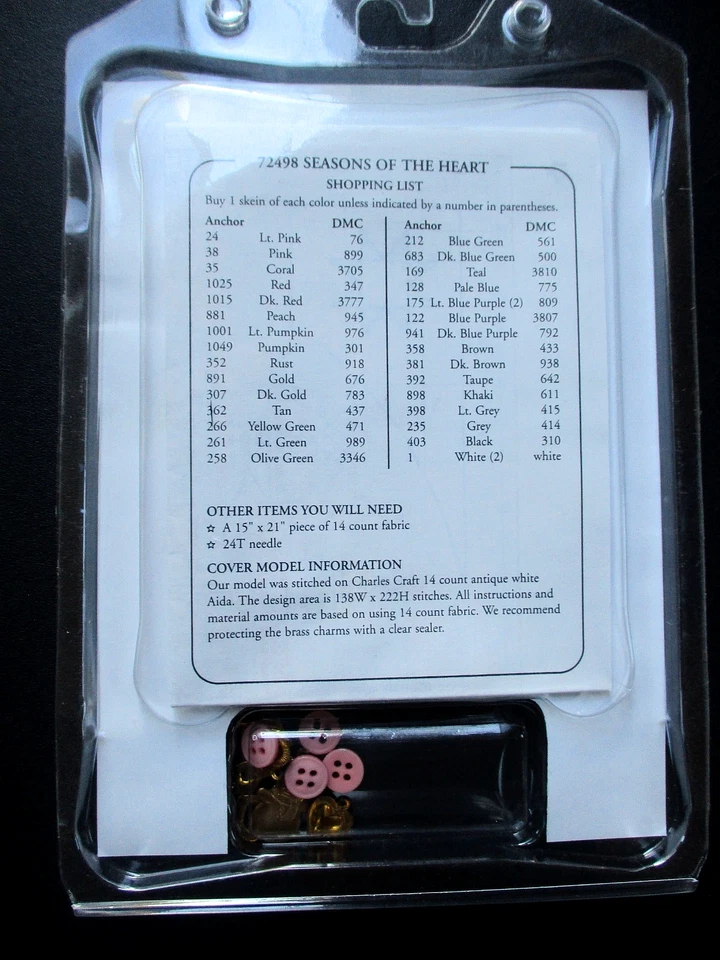 72498 SEASONS OF THE HEART
SHOPPING LIST
Buy 1 skein of each color unless indicated by a number in parentheses.
Anchor DMC
24 Lt. Pink 76
38 Pink 899
35 Coral 3705
1025 Red 347
1015 Dk. Red 3777
881 Peach 945
1001 Lt. Pumpkin 976
1049 Pumpkin 301
352 Rust 918
891 Gold 676
307 Dk. Gold 783
362 Tan 437
266 Yellow Green 471
261 Lt. Green 989
258 Olive Green 3346
Anchor DMC
212 Blue Green 561
683 Dk. Blue Green 500
169 Teal 3810
128 Pale Blue 775
175 Lt. Blue Purple (2) 809
122 Blue Purple 3807
941 Dk. Blue Purple 792
358 Brown 433
381 Dk. Brown 938
392 Taupe 642
898 Khaki 611
398 Lt. Grey 415
235 Grey 414
403 Black 310
1 White (2) white
OTHER ITEMS YOU WILL NEED
☆ A 15" x 21" piece of 14 count fabric
☆ 24T needle
COVER MODEL INFORMATION
Our model was stitched on Charles Craft 14 count antique white
Aida. The design area is 138W x 222H stitches. All instructions and
material amounts are based on using 14 count fabric. We recommend
protecting the brass charms with a clear sealer.